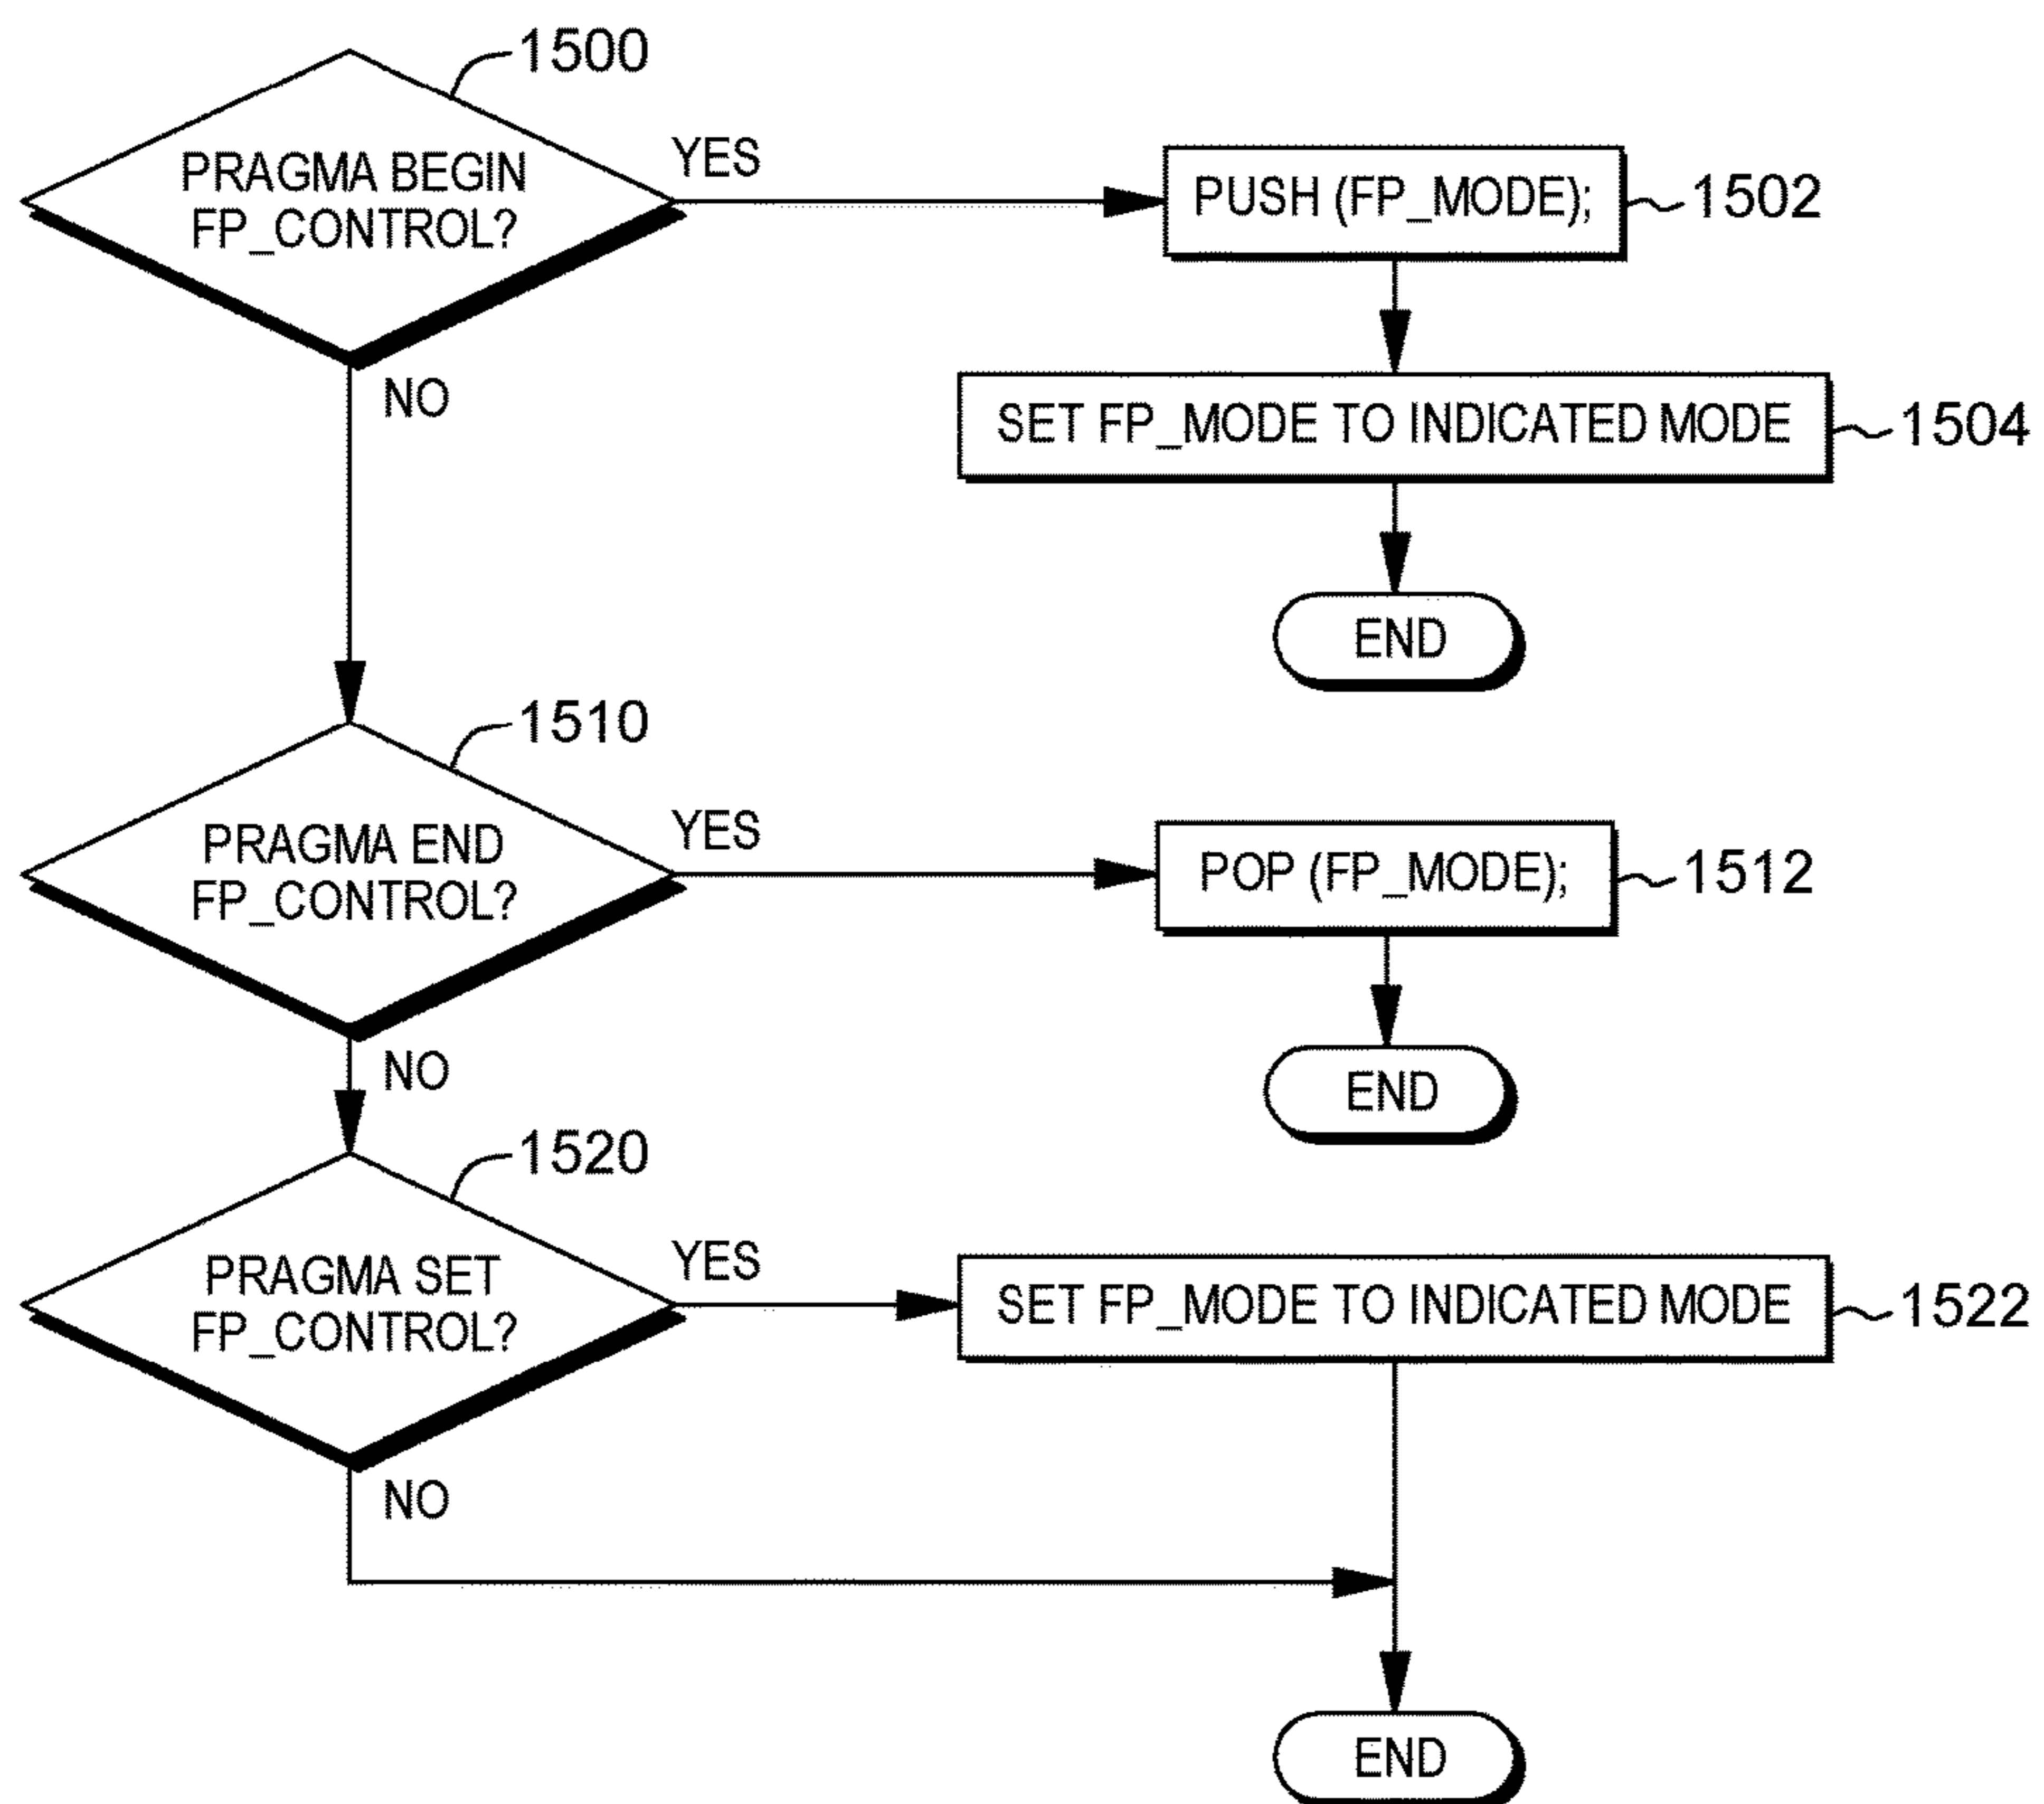 1500
PRAGMA BEGIN
FP_CONTROL?
YES
PUSH (FP_MODE);
1502
NO
SET FP_MODE TO INDICATED MODE
1504
END
1510
PRAGMA END
FP_CONTROL?
YES
POP (FP_MODE);
1512
NO
END
1520
PRAGMA SET
FP_CONTROL?
YES
SET FP_MODE TO INDICATED MODE
1522
NO
END